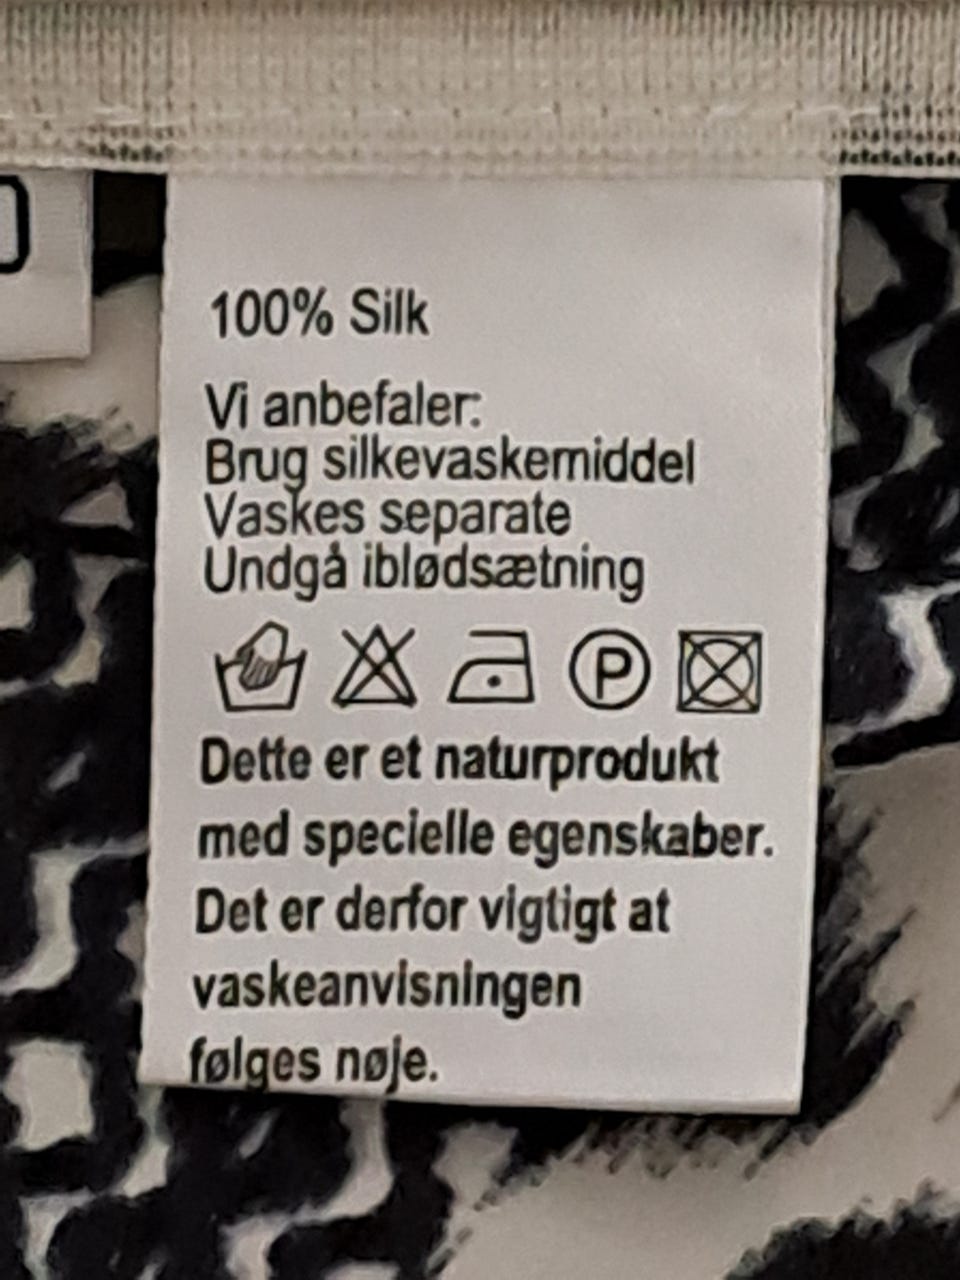 100% Silk
Vi anbefaler:
Brug silkevaskemiddel
Vaskes separate
Undgå iblødsætning
P
Dette er et naturprodukt
med specielle egenskaber.
Det er derfor vigtigt at
vaskeanvisningen
følges nøje.